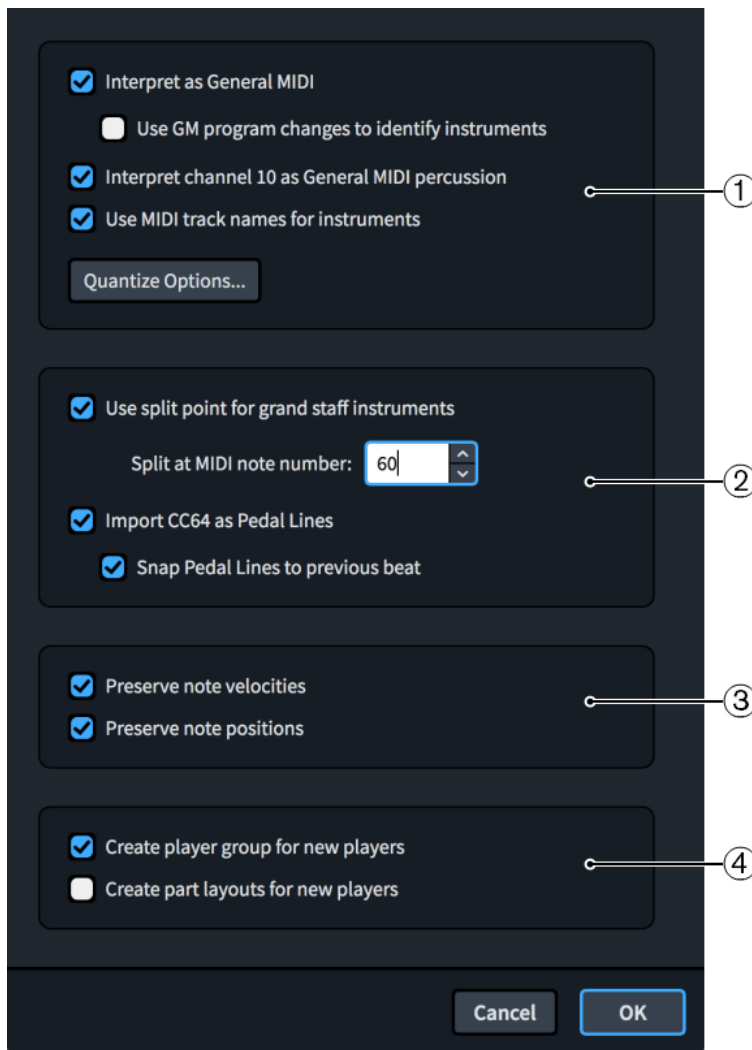 Interpret as General MIDI
Use GM program changes to identify instruments
Interpret channel 10 as General MIDI percussion
1
Use MIDI track names for instruments
Quantize Options...
Use split point for grand staff instruments
Split at MIDI note number: 60
2
Import CC64 as Pedal Lines
Snap Pedal Lines to previous beat
Preserve note velocities
3
Preserve note positions
Create player group for new players
4
Create part layouts for new players
Cancel OK